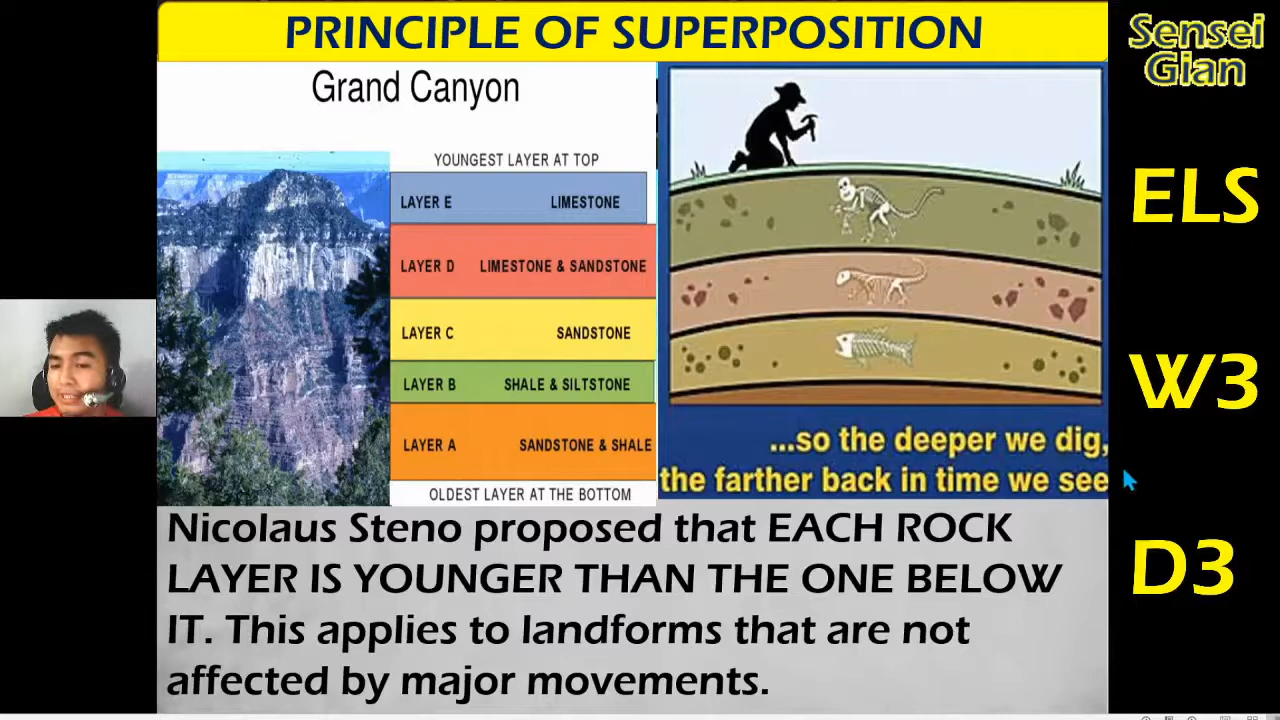 PRINCIPLE OF SUPERPOSITION
Sensei
Gian
Grand Canyon
YOUNGEST LAYER AT TOP
LAYER E LIMESTONE
LAYER D LIMESTONE & SANDSTONE
LAYER C SANDSTONE
LAYER B SHALE & SILTSTONE
LAYER A SANDSTONE & SHALE
OLDEST LAYER AT THE BOTTOM
...so the deeper we dig,
the farther back in time we see
Nicolaus Steno proposed that EACH ROCK
LAYER IS YOUNGER THAN THE ONE BELOW
IT. This applies to landforms that are not
affected by major movements.
ELS
W3
D3